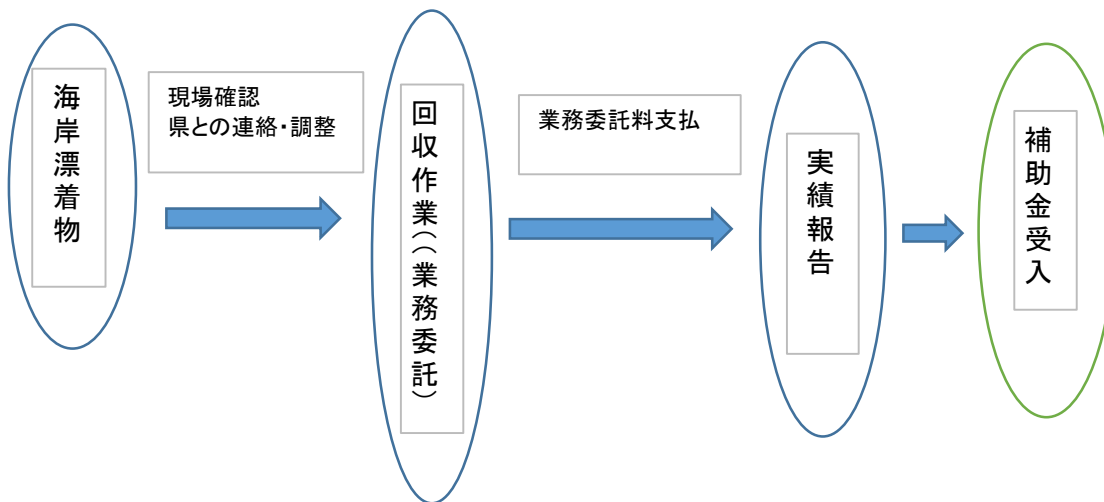 海岸漂着物
現場確認
県との連絡・調整
回収作業((業務委託)
業務委託料支払
実績報告
補助金受入